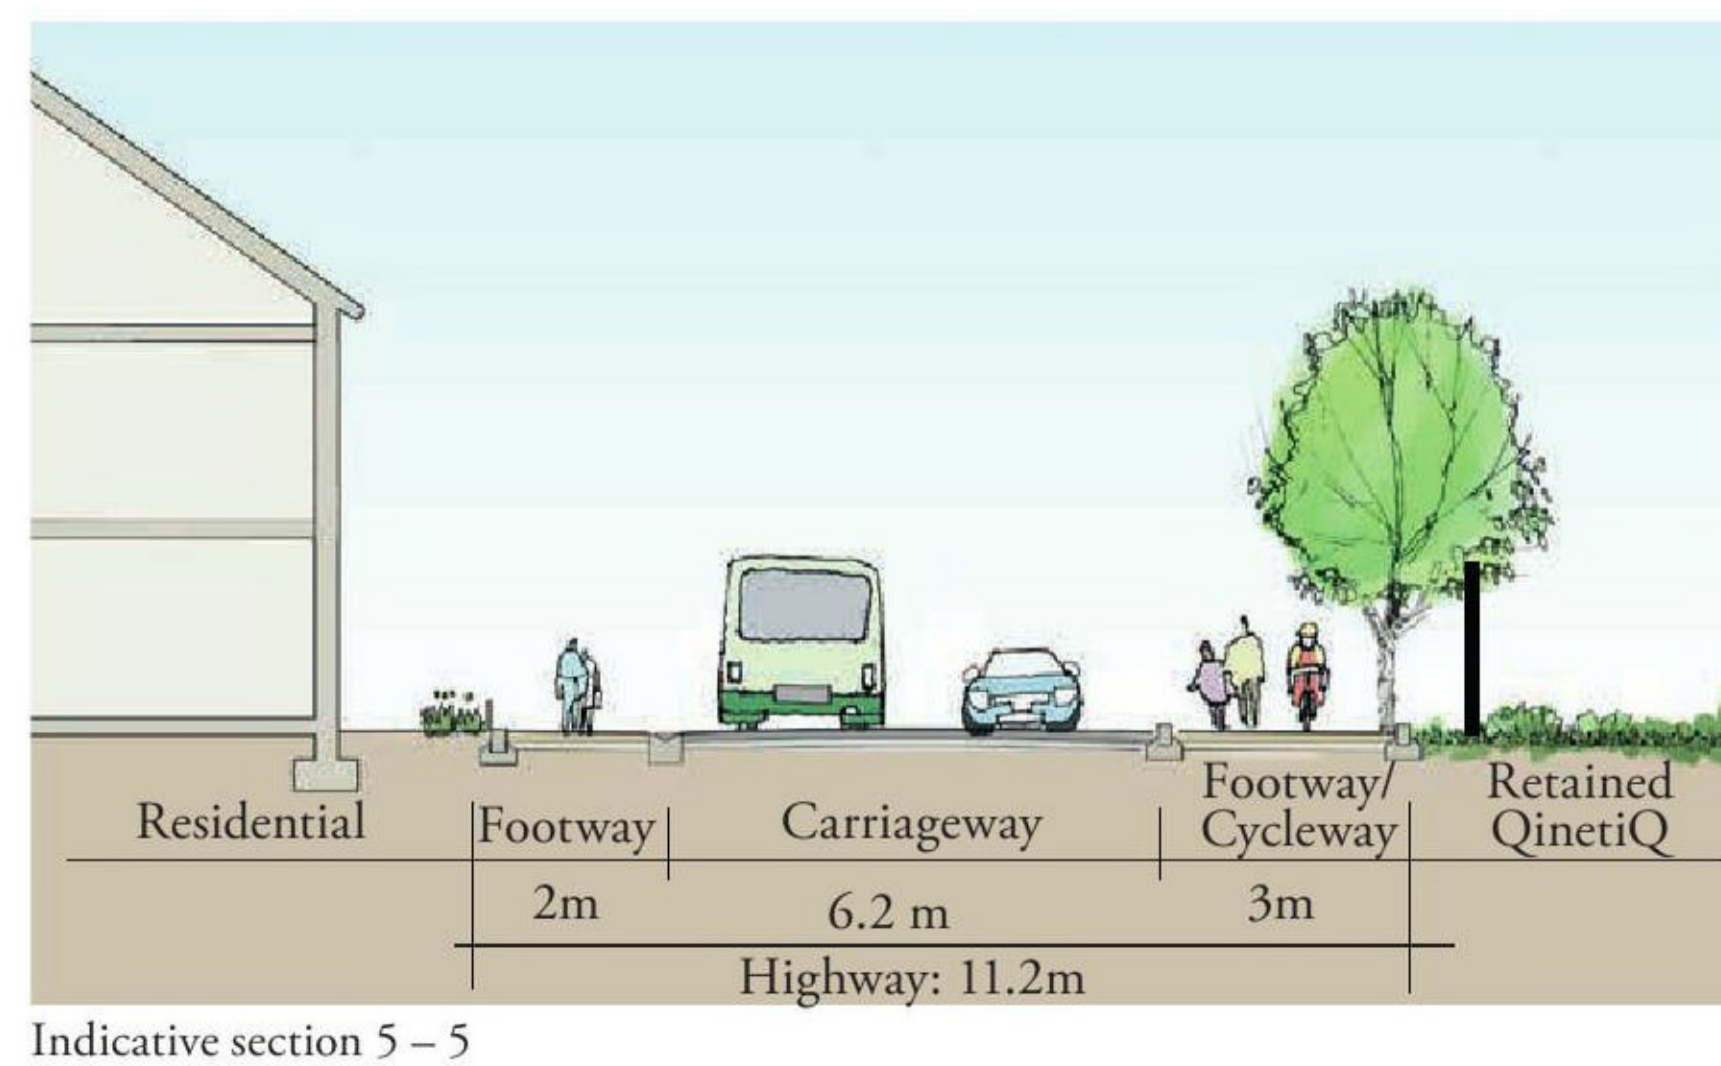 Residential
Footway
Carriageway
Footway/
Cycleway
Retained
QinetiQ
2m
6.2 m
3m
Highway: 11.2m
Indicative section 5 – 5